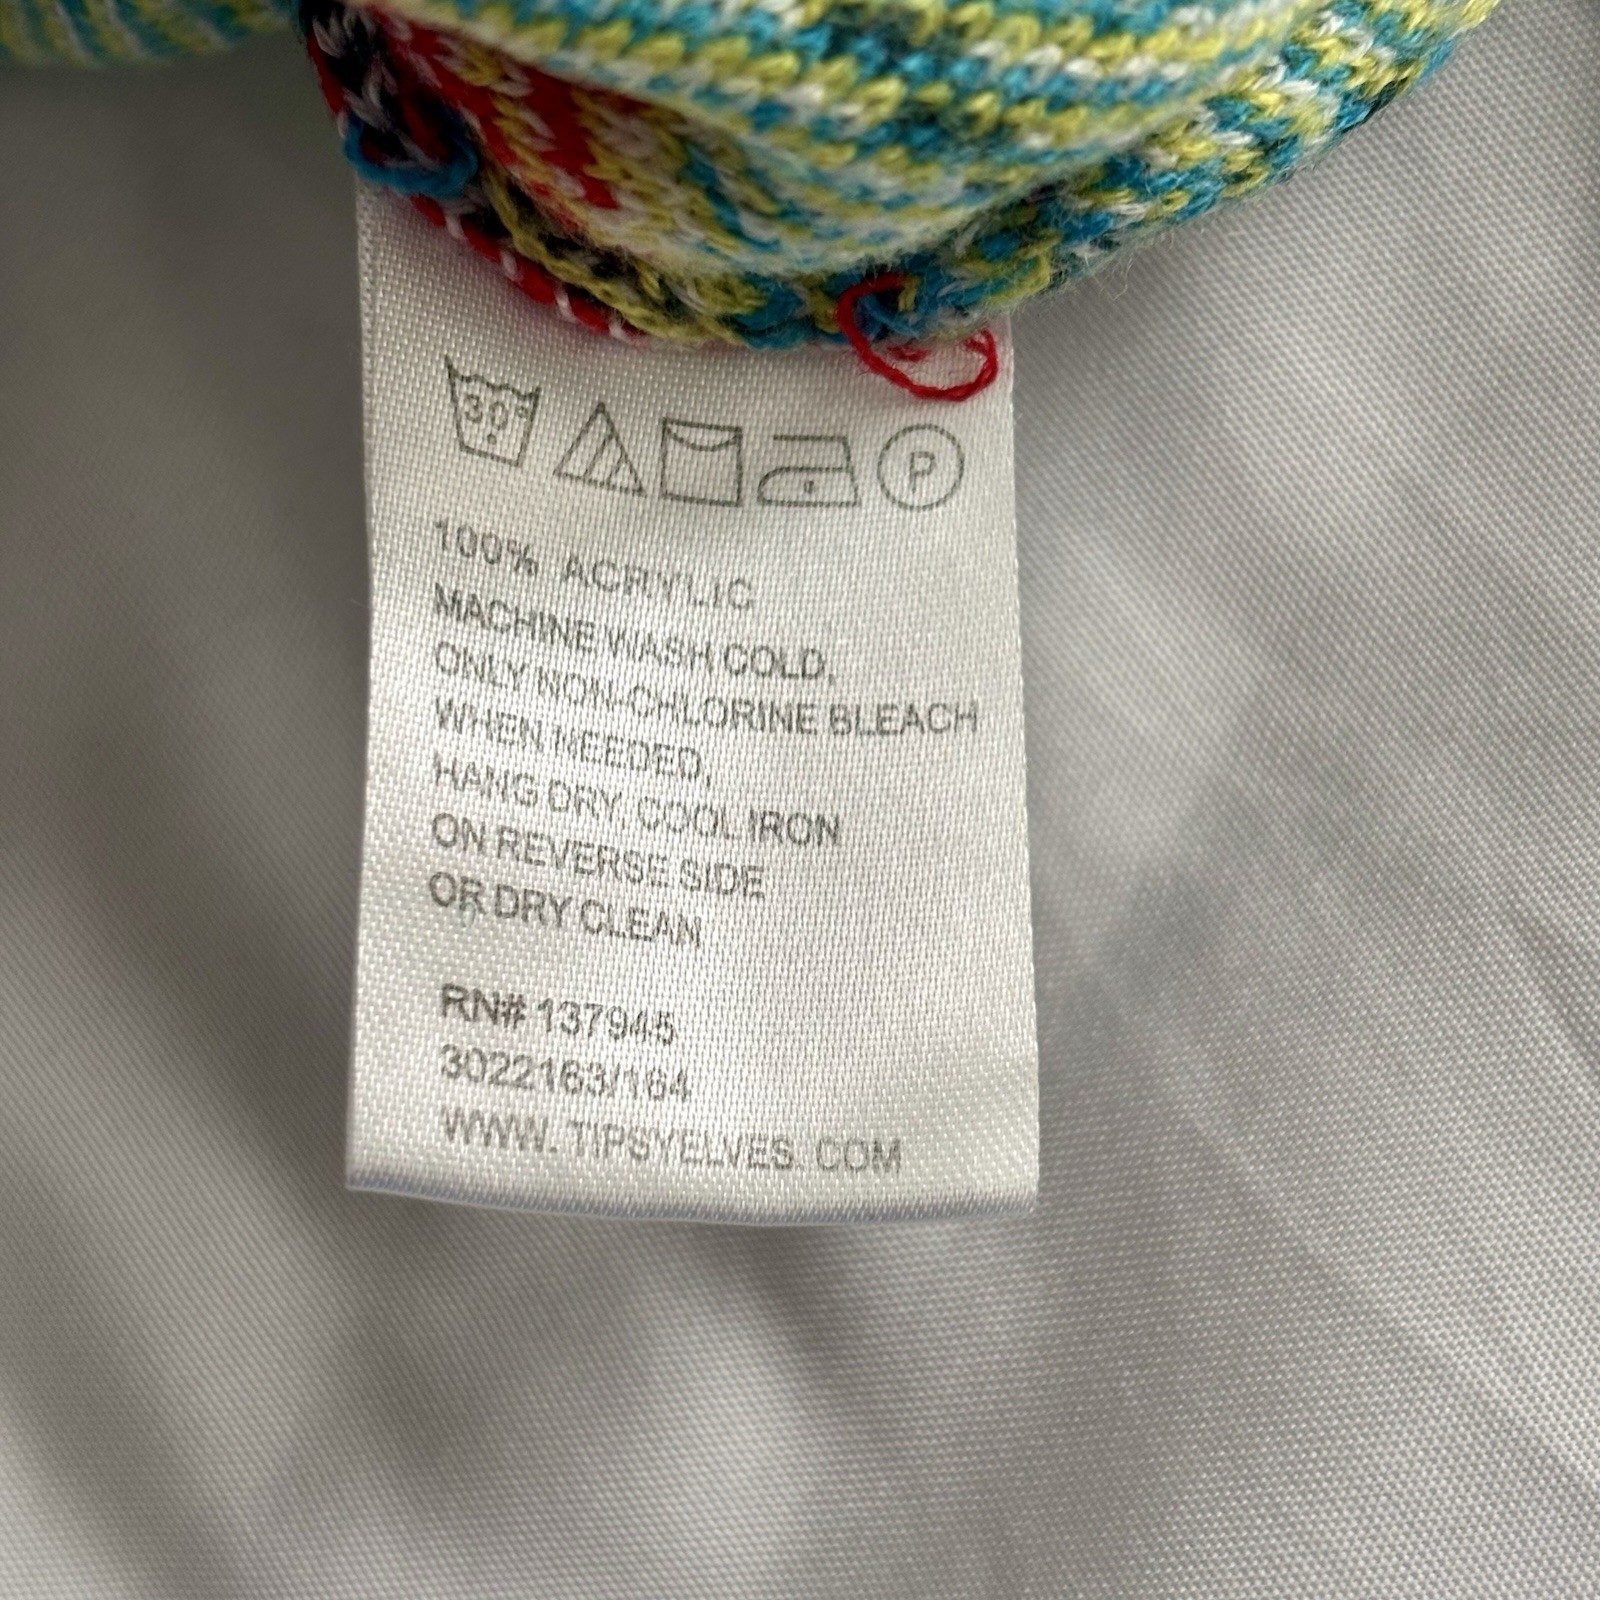 30°
P
100% ACRYLIC
MACHINE WASH COLD,
ONLY NON-CHLORINE BLEACH
WHEN NEEDED,
HANG DRY, COOL IRON
ON REVERSE SIDE
OR DRY CLEAN
RN# 137945
3022163/164
WWW. TIPSYELVES. COM